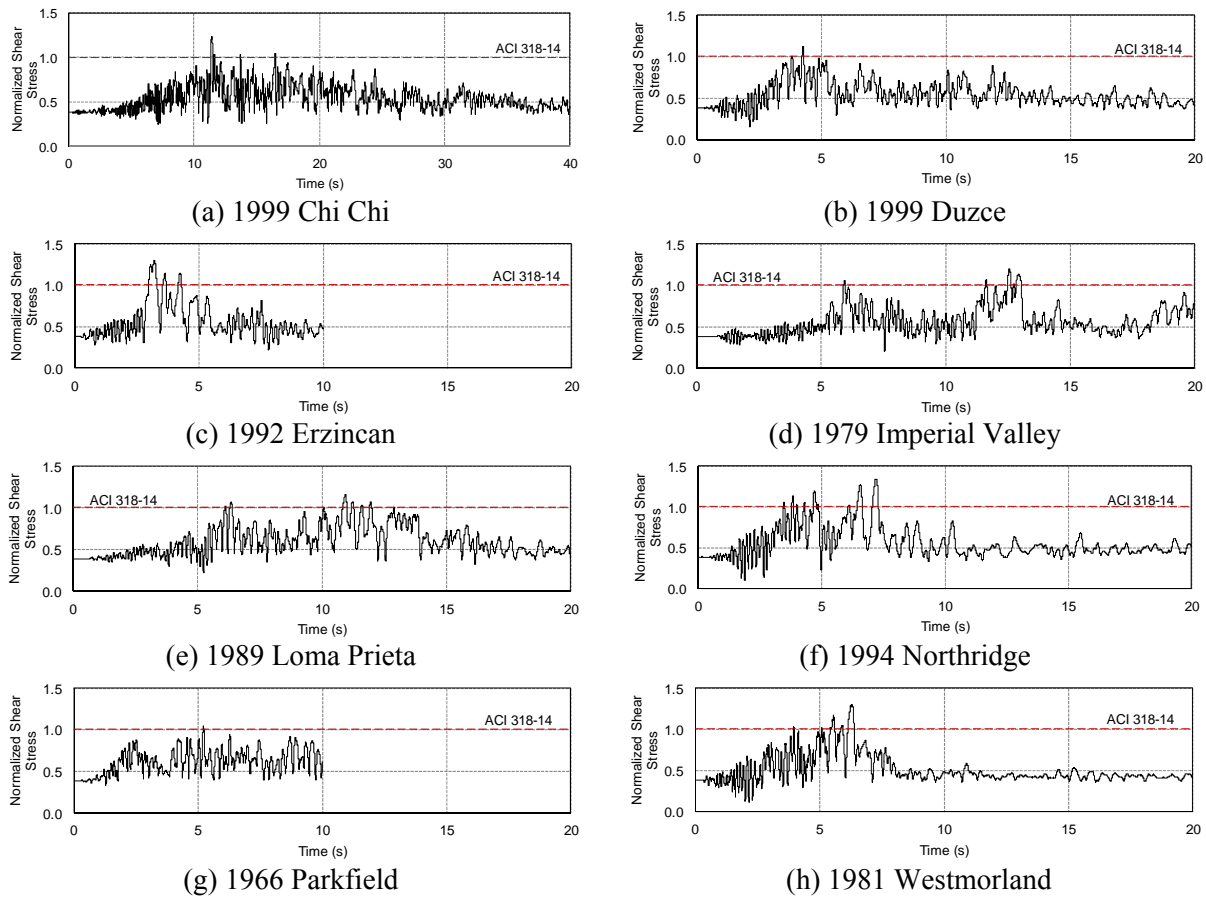 1.5
1.0
0.5
0.0
Normalized Shear
Stress
ACI 318-14
0 10 20 30 40
Time (s)
(a) 1999 Chi Chi
1.5
1.0
0.5
0.0
Normalized Shear
Stress
ACI 318-14
0 5 10 15 20
Time (s)
(b) 1999 Duzce
1.5
1.0
0.5
0.0
Normalized Shear
Stress
ACI 318-14
0 5 10 15 20
Time (s)
(c) 1992 Erzincan
1.5
1.0
0.5
0.0
Normalized Shear
Stress
ACI 318-14
0 5 10 15 20
Time (s)
(d) 1979 Imperial Valley
1.5
1.0
0.5
0.0
Normalized Shear
Stress
ACI 318-14
0 5 10 15 20
Time (s)
(e) 1989 Loma Prieta
1.5
1.0
0.5
0.0
Normalized Shear
Stress
ACI 318-14
0 5 10 15 20
Time (s)
(f) 1994 Northridge
1.5
1.0
0.5
0.0
Normalized Shear
Stress
ACI 318-14
0 5 10 15 20
Time (s)
(g) 1966 Parkfield
1.5
1.0
0.5
0.0
Normalized Shear
Stress
ACI 318-14
0 5 10 15 20
Time (s)
(h) 1981 Westmorland